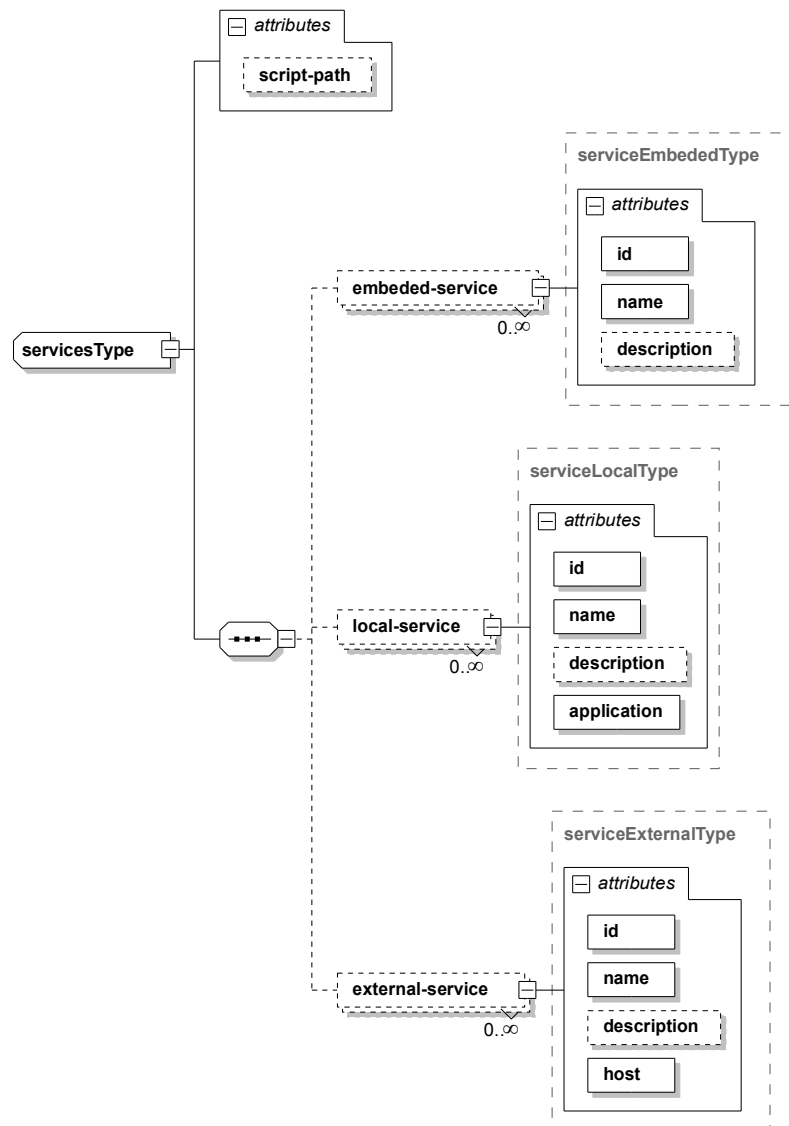 attributes
script-path
serviceEmbededType
attributes
id
embeded-service
name
0..∞
servicesType
description
serviceLocalType
attributes
id
name
local-service
0..∞
description
application
serviceExternalType
attributes
id
name
external-service
0..∞
description
host